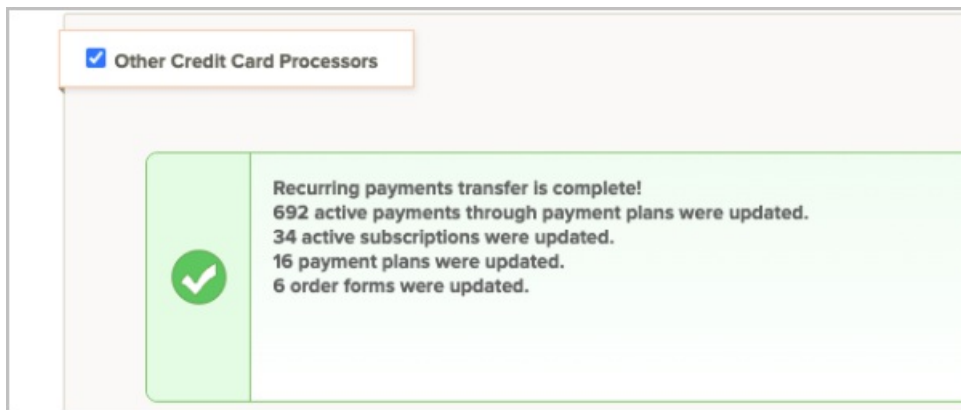 Other Credit Card Processors
Recurring payments transfer is complete!
692 active payments through payment plans were updated.
34 active subscriptions were updated.
16 payment plans were updated.
6 order forms were updated.